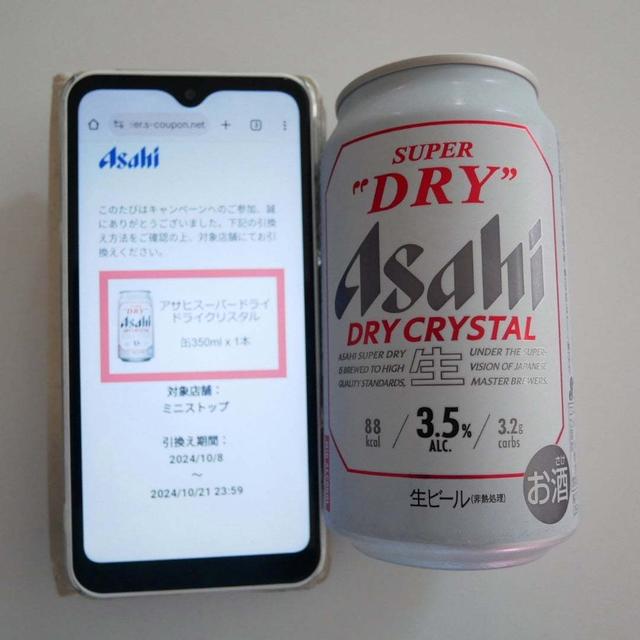 er.s-coupon.net
Asahi
このたびはキャンペーンへのご参加、誠
にありがとうございました。下記の引換
え方法をご確認の上、対象店舗にてお引
換えください。
アサヒスーパードライ
ドライクリスタル
缶350ml x 1本
対象店舗：
ミニストップ
引換え期間：
2024/10/8
～
2024/10/21 23:59
SUPER
"DRY"
Asahi
DRY CRYSTAL
ASAHI SUPER DRY
IS BREWED TO HIGH
QUALITY STANDARDS,
生
UNDER THE SUPER-
VISION OF JAPANESE
MASTER BREWERS.
88
kcal
3.5%
ALC.
3.2g
carbs
生ビール(非熱処理)
さけ
お酒